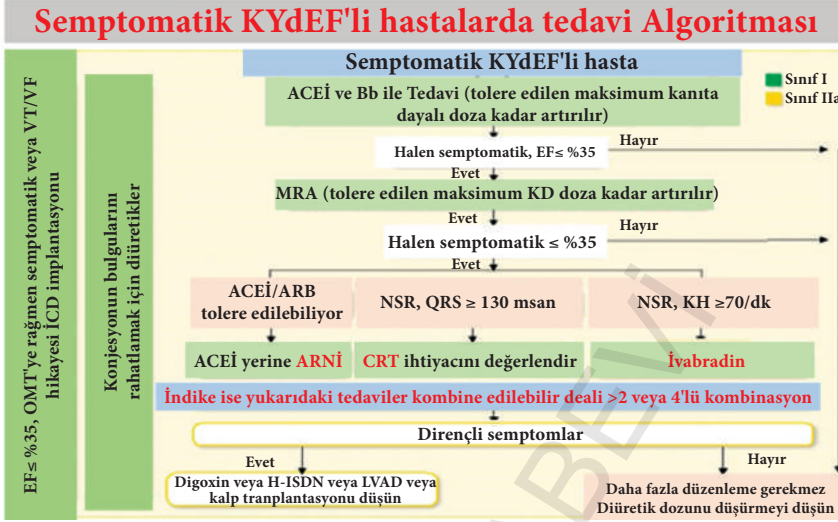 Semptomatik KYdEF'li hastalarda tedavi Algoritması
EF≤ %35, OMT'ye rağmen semptomatik veya VT/VF
hikayesi İCD implantasyonu
Konjesyonun bulgularını
rahatlamak için diüretikler
Semptomatik KYdEF'li hasta
Sınıf I
Sınıf IIa
ACEİ ve Bb ile Tedavi (tolere edilen maksimum kanıta
dayalı doza kadar artırılır)
Halen semptomatik, EF≤ %35
Hayır
Evet
MRA (tolere edilen maksimum KD doza kadar artırılır)
Evet
Hayır
Halen semptomatik ≤ %35
Evet
ACEİ/ARB
tolere edilebiliyor
NSR, QRS ≥ 130 msan
NSR, KH ≥70/dk
ACEİ yerine ARNİ
CRT ihtiyacını değerlendir
İvabradin
İndike ise yukarıdaki tedaviler kombine edilebilir deali >2 veya 4'lü kombinasyon
Dirençli semptomlar
Evet
Hayır
Digoxin veya H-ISDN veya LVAD veya
kalp tranplantasyonu düşün
Daha fazla düzenleme gerekmez
Diüretik dozunu düşürmeyi düşün
BEVİ